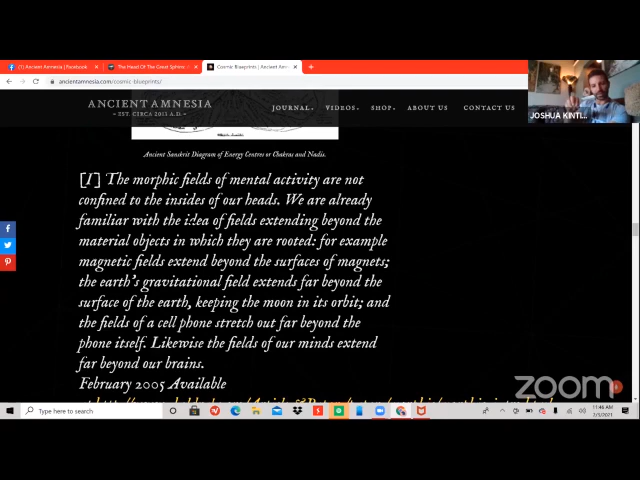 (1) Ancient Amnesia | Facebook
The Head Of The Great Sphinx
Cosmic Blueprints | Ancient Am
ancientamnesia.com/cosmic-blueprints/
JOSHUA KINTL...
ANCIENT AMNESIA
~ EST. CIRCA 2011 A.D. ~
JOURNAL
VIDEOS
SHOP
ABOUT US
CONTACT US
Ancient Sanskrit Diagram of Energy Centres or Chakras and Nadis.
[I] The morphic fields of mental activity are not
confined to the insides of our heads. We are already
familiar with the idea of fields extending beyond the
material objects in which they are rooted: for example
magnetic fields extend beyond the surfaces of magnets;
the earth's gravitational field extends far beyond the
surface of the earth, keeping the moon in its orbit; and
the fields of a cell phone stretch out far beyond the
phone itself. Likewise the fields of our minds extend
far beyond our brains.
February 2005 Available
zoom
Type here to search
11:46 AM
2/5/2021